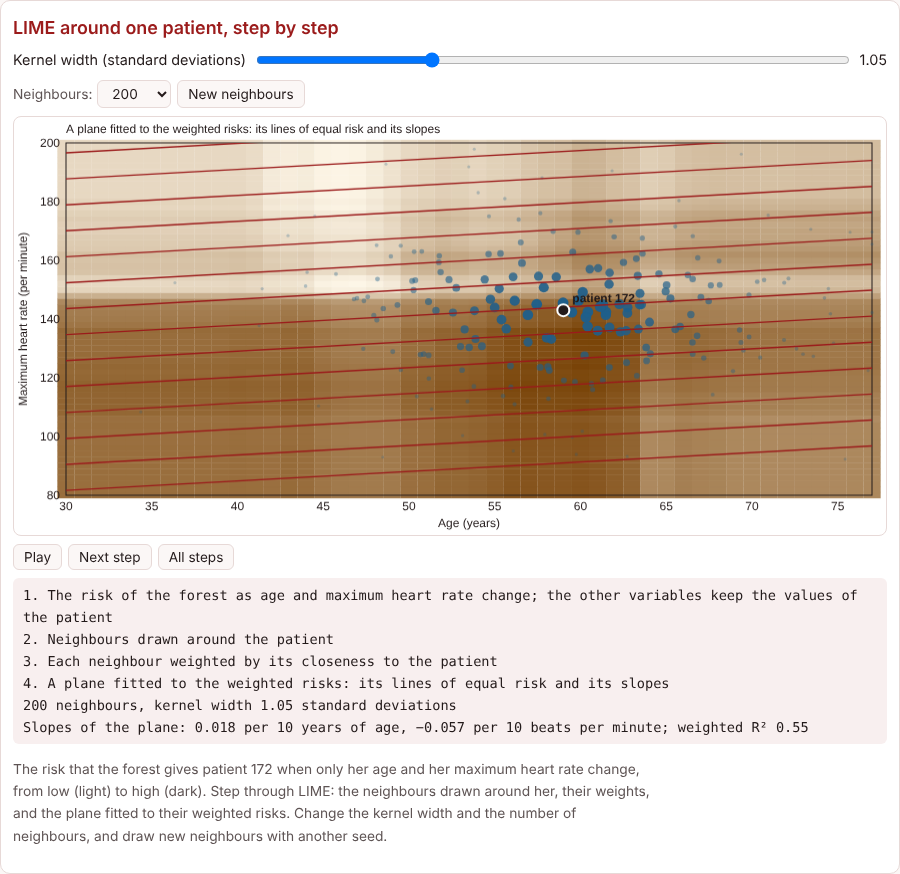 LIME around one patient, step by step
Kernel width (standard deviations) 1.05
Neighbours: 200 New neighbours
A plane fitted to the weighted risks: its lines of equal risk and its slopes
Maximum heart rate (per minute)
200
180
160
140
120
100
80
patient 172
30 35 40 45 50 55 60 65 70 75
Age (years)
Play Next step All steps
1. The risk of the forest as age and maximum heart rate change; the other variables keep the values of
the patient
2. Neighbours drawn around the patient
3. Each neighbour weighted by its closeness to the patient
4. A plane fitted to the weighted risks: its lines of equal risk and its slopes
200 neighbours, kernel width 1.05 standard deviations
Slopes of the plane: 0.018 per 10 years of age, −0.057 per 10 beats per minute; weighted R² 0.55
The risk that the forest gives patient 172 when only her age and her maximum heart rate change,
from low (light) to high (dark). Step through LIME: the neighbours drawn around her, their weights,
and the plane fitted to their weighted risks. Change the kernel width and the number of
neighbours, and draw new neighbours with another seed.